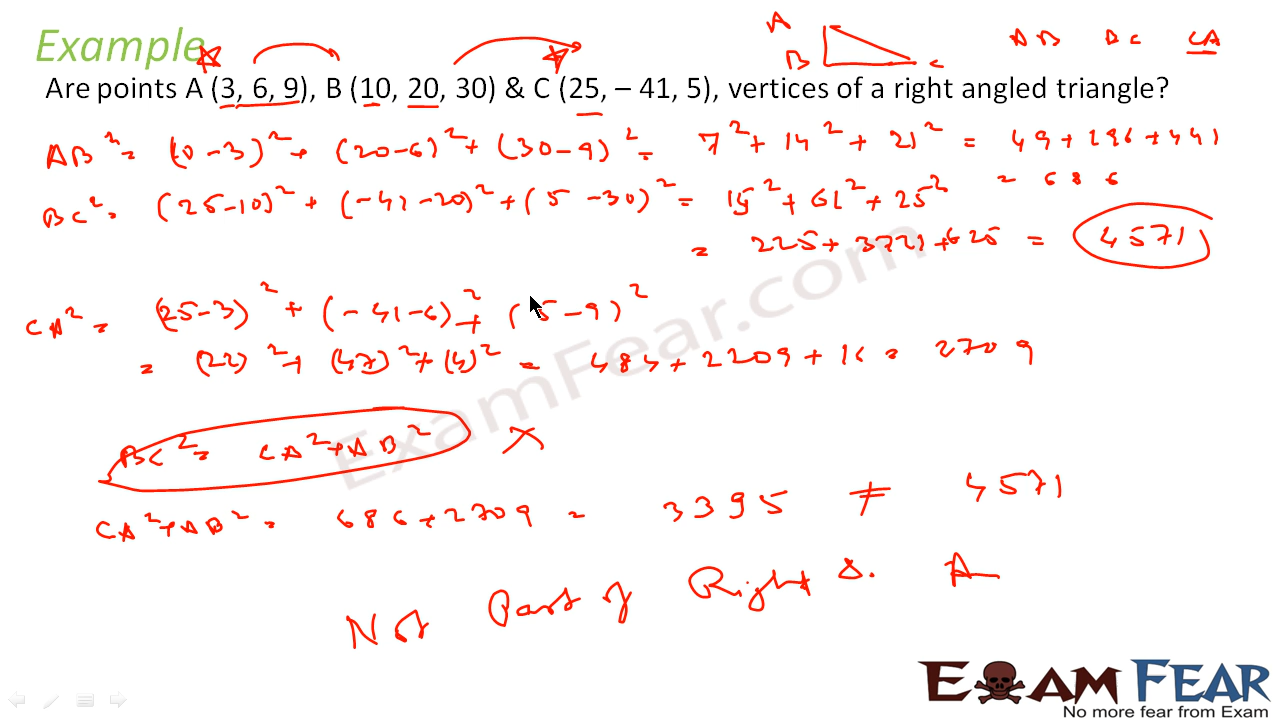 Example
A
B
C
AB BC CA
Are points A (3, 6, 9), B (10, 20, 30) & C (25, – 41, 5), vertices of a right angled triangle?
AB² = (10-3)² + (20-6)² + (30-9)² = 7² + 14² + 21² = 49+196+441
= 686
BC² = (25-10)² + (-41-20)² + (5-30)² = 15² + 61² + 25²
= 225+ 3721+625 = 4571
CA² = (25-3)² + (-41-6)² + (5-9)²
= (22)² + (47)² + (4)² = 484 + 2209 + 16 = 2709
BC² = CA²+AB² ×
CA²+AB² = 686+2709 = 3395 ≠ 4571
Not Part of Right Δ.
ExamFear.com
EXAM FEAR
No more fear from Exam